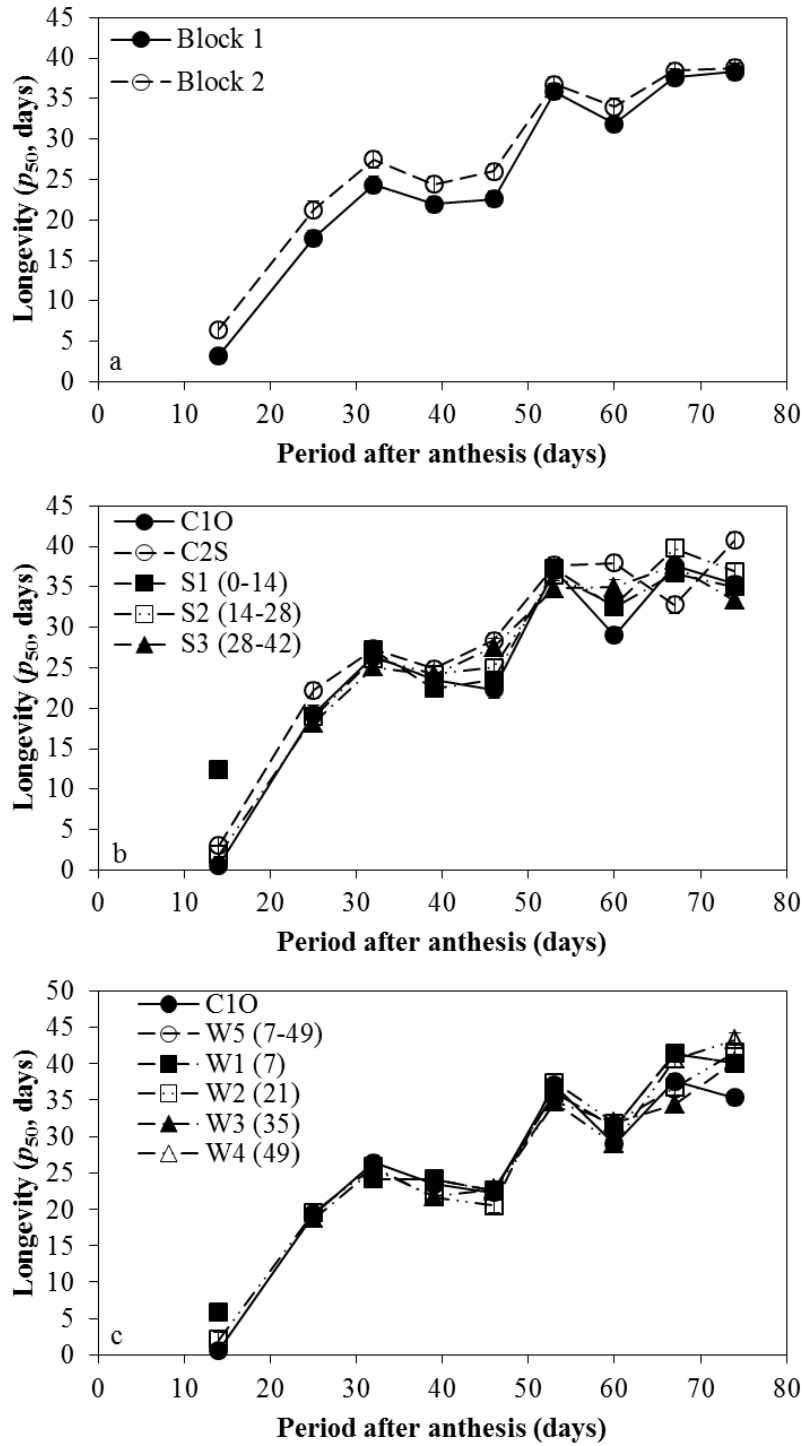 Longevity (p50, days)
45
40
35
30
25
20
15
10
5
0
Block 1
Block 2
a
0 10 20 30 40 50 60 70 80
Period after anthesis (days)
Longevity (p50, days)
45
40
35
30
25
20
15
10
5
0
C1O
C2S
S1 (0-14)
S2 (14-28)
S3 (28-42)
b
0 10 20 30 40 50 60 70 80
Period after anthesis (days)
Longevity (p50, days)
50
45
40
35
30
25
20
15
10
5
0
C1O
W5 (7-49)
W1 (7)
W2 (21)
W3 (35)
W4 (49)
c
0 10 20 30 40 50 60 70 80
Period after anthesis (days)